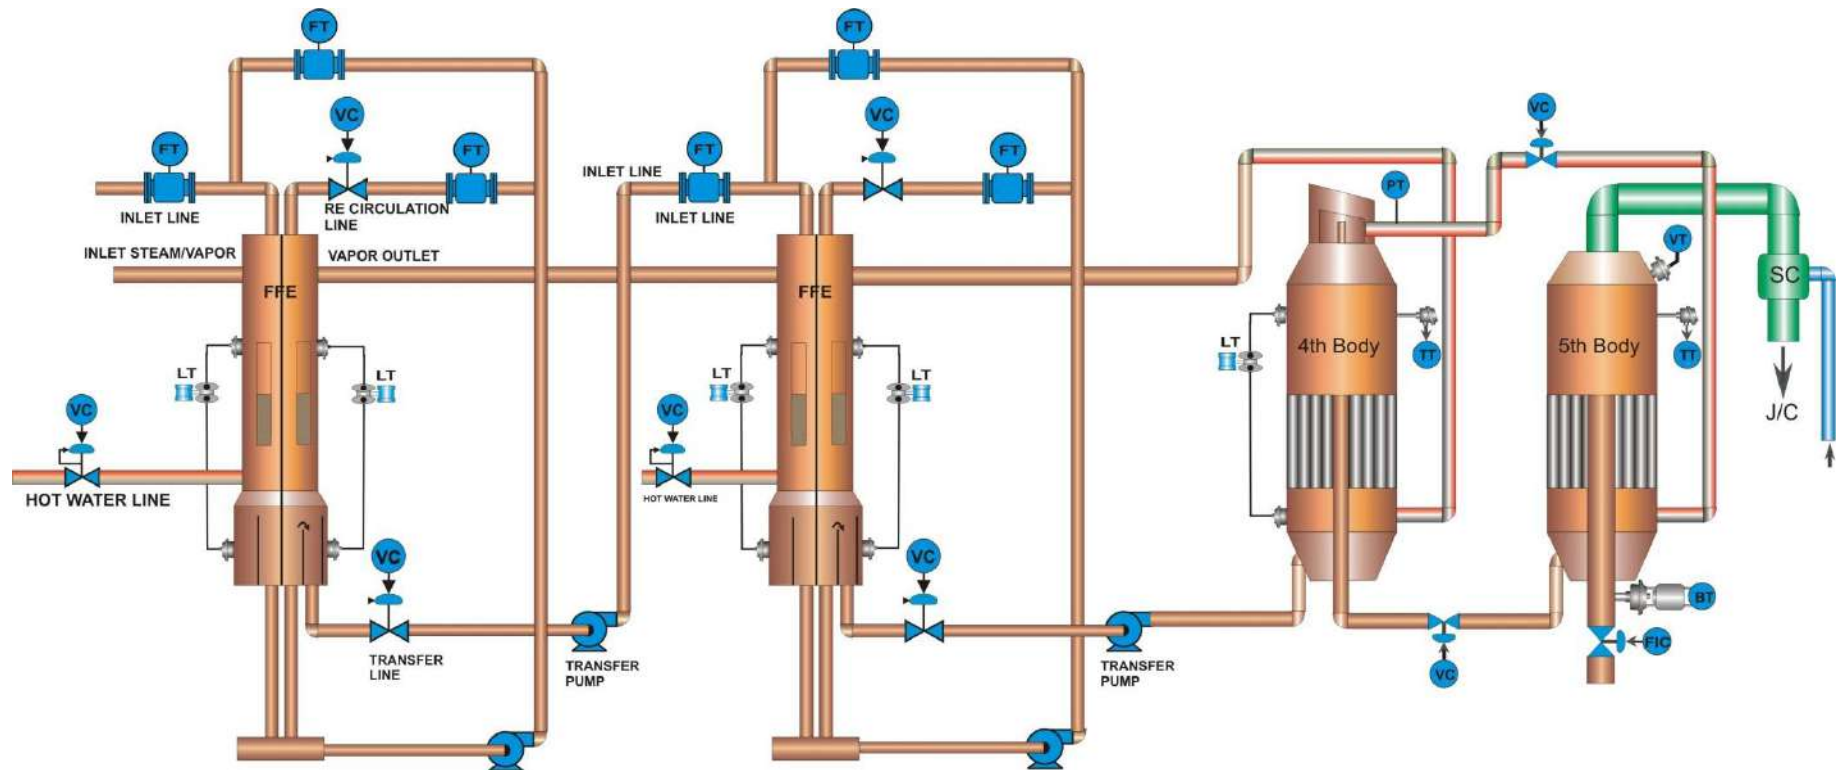 FT
FT
VC
VC
VC
FT
FT
INLET LINE
FT
FT
PT
INLET LINE
RE CIRCULATION
LINE
INLET LINE
VT
INLET STEAM/VAPOR
VAPOR OUTLET
SC
FFE
FFE
4th Body
5th Body
TT
TT
LT
LT
LT
LT
LT
VC
VC
J/C
HOT WATER LINE
HOT WATER LINE
VC
VC
BT
FIC
TRANSFER
LINE
TRANSFER
PUMP
TRANSFER
PUMP
VC